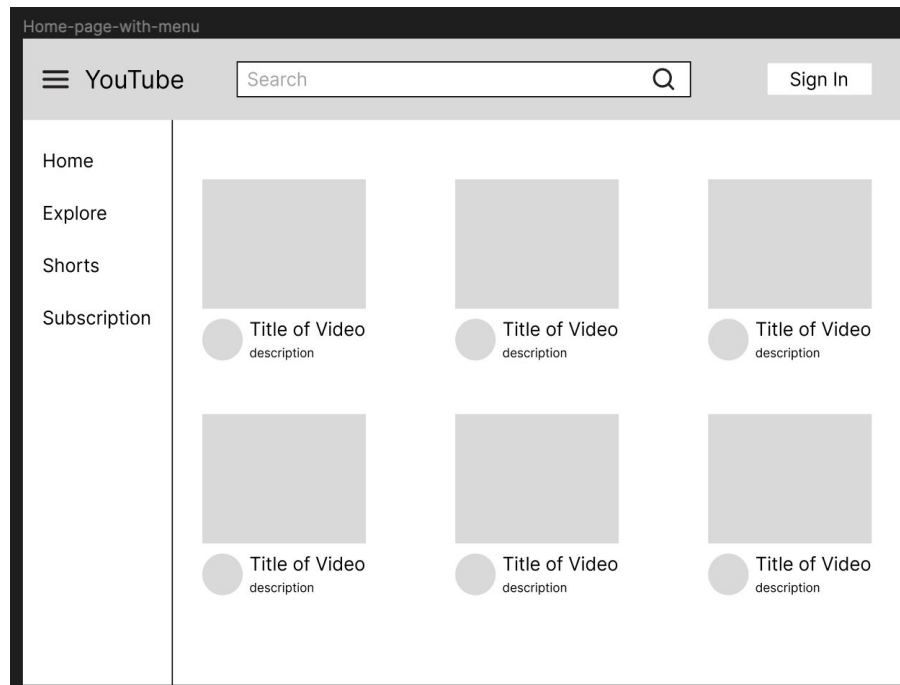 Home-page-with-menu
YouTube Search Sign In
Home
Explore
Shorts
Subscription
Title of Video Title of Video Title of Video
description description description
Title of Video Title of Video Title of Video
description description description